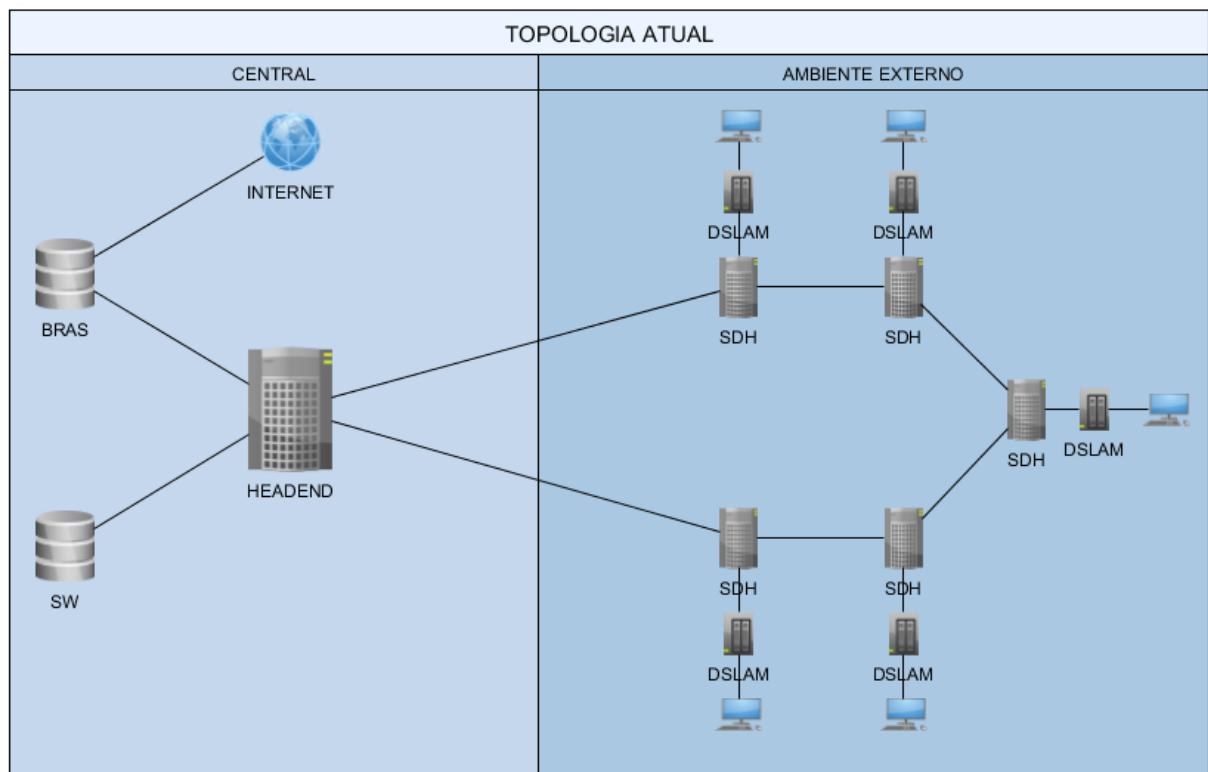 TOPOLOGIA ATUAL
CENTRAL
AMBIENTE EXTERNO
INTERNET
DSLAM
DSLAM
BRAS
SDH
SDH
SDH
DSLAM
HEADEND
SW
SDH
SDH
DSLAM
DSLAM